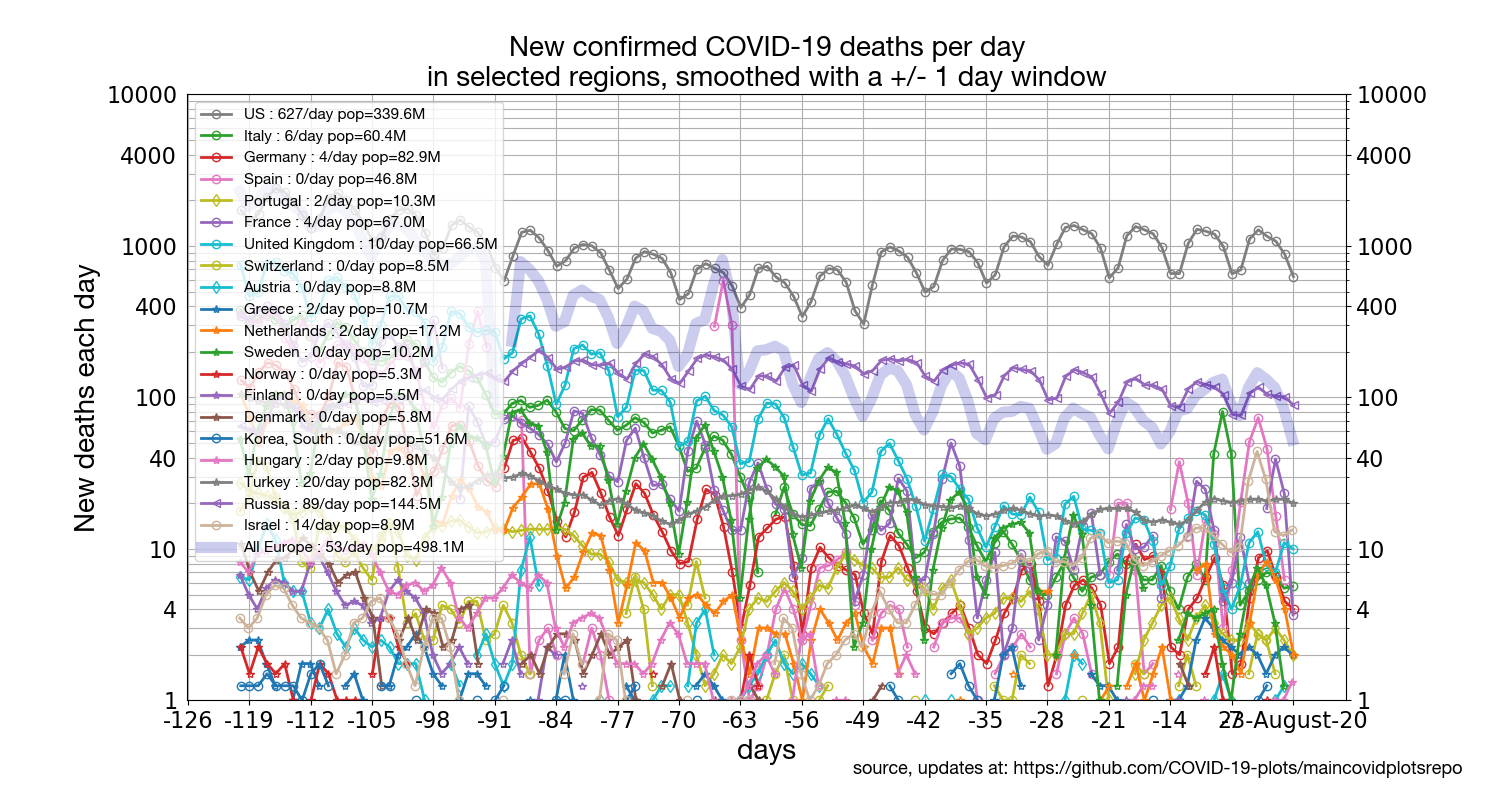 New confirmed COVID-19 deaths per day
in selected regions, smoothed with a +/- 1 day window
10000
4000
1000
400
100
40
10
4
1
New deaths each day
US : 627/day pop=339.6M
Italy : 6/day pop=60.4M
Germany : 4/day pop=82.9M
Spain : 0/day pop=46.8M
Portugal : 2/day pop=10.3M
France : 4/day pop=67.0M
United Kingdom : 10/day pop=66.5M
Switzerland : 0/day pop=8.5M
Austria : 0/day pop=8.8M
Greece : 2/day pop=10.7M
Netherlands : 2/day pop=17.2M
Sweden : 0/day pop=10.2M
Norway : 0/day pop=5.3M
Finland : 0/day pop=5.5M
Denmark : 0/day pop=5.8M
Korea, South : 0/day pop=51.6M
Hungary : 2/day pop=9.8M
Turkey : 20/day pop=82.3M
Russia : 89/day pop=144.5M
Israel : 14/day pop=8.9M
All Europe : 53/day pop=498.1M
10000
4000
1000
400
100
40
10
4
1
-126 -119 -112 -105 -98 -91 -84 -77 -70 -63 -56 -49 -42 -35 -28 -21 -14 -August-20
days
source, updates at: https://github.com/COVID-19-plots/maincovidplotsrepo